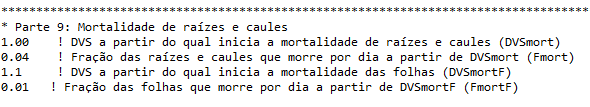 ************************************************************************************
* Parte 9: Mortalidade de raízes e caules
1.00    ! DVS a partir do qual inicia a mortalidade de raízes e caules (DVSmort)
0.04    ! Fração das raízes e caules que morre por dia a partir de DVSmort (Fmort)
1.1     ! DVS a partir do qual inicia a mortalidade das folhas (DVSmortF)
0.01   ! Fração das folhas que morre por dia a partir de DVSmortF (FmortF)